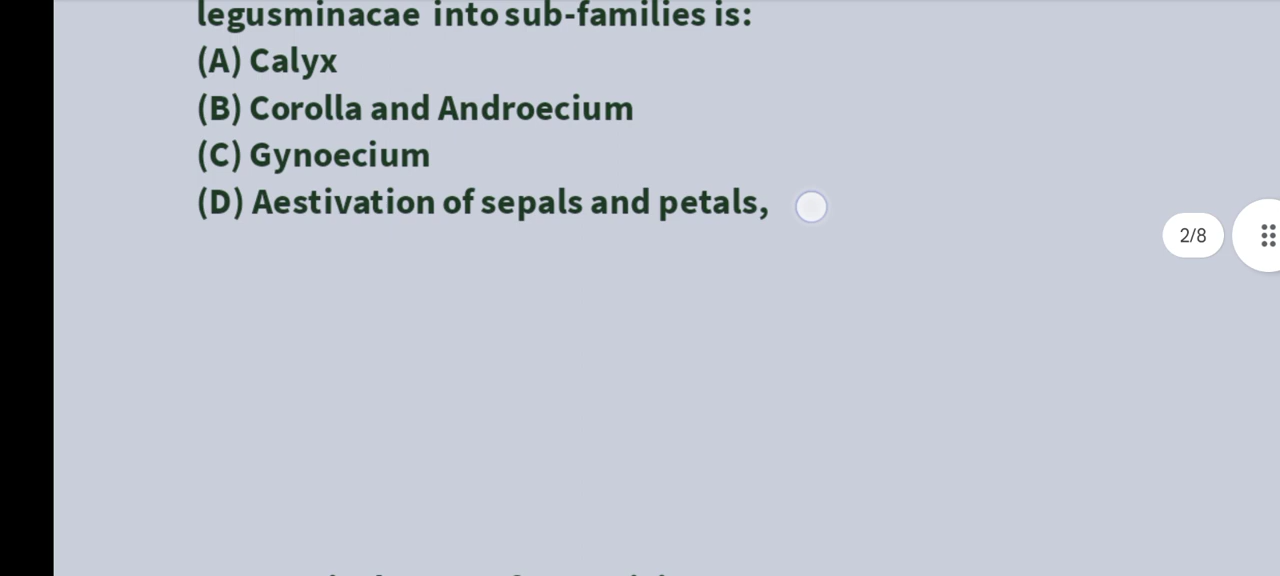 legusminacae into sub-families is:
(A) Calyx
(B) Corolla and Androecium
(C) Gynoecium
(D) Aestivation of sepals and petals,
2/8